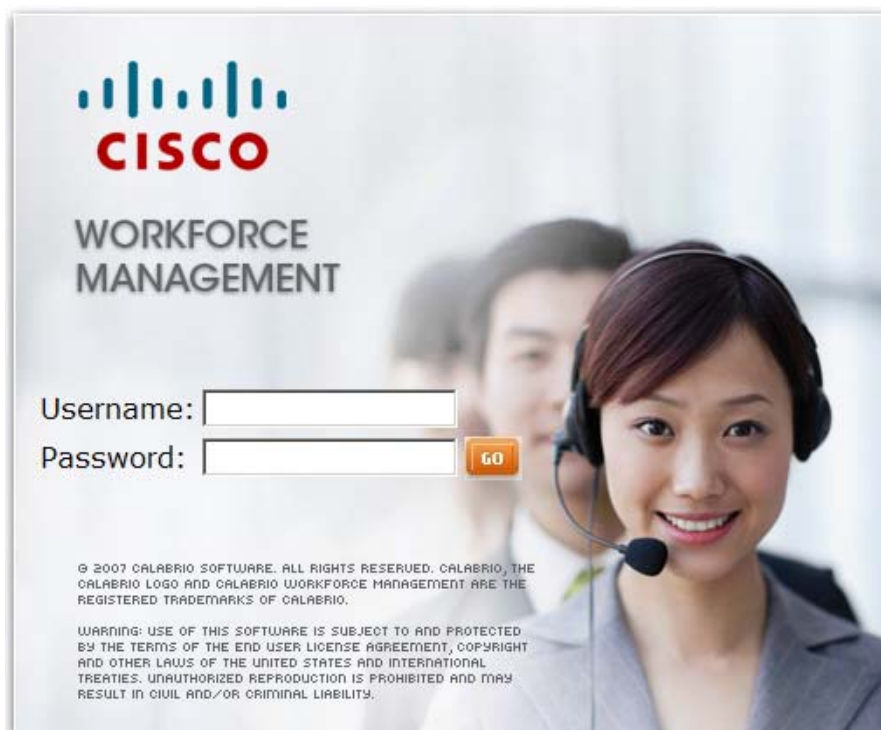 CISCO
WORKFORCE
MANAGEMENT
Username:
Password:
GO
© 2007 CALABRIO SOFTWARE. ALL RIGHTS RESERVED. CALABRIO, THE
CALABRIO LOGO AND CALABRIO WORKFORCE MANAGEMENT ARE THE
REGISTERED TRADEMARKS OF CALABRIO.
WARNING: USE OF THIS SOFTWARE IS SUBJECT TO AND PROTECTED
BY THE TERMS OF THE END USER LICENSE AGREEMENT, COPYRIGHT
AND OTHER LAWS OF THE UNITED STATES AND INTERNATIONAL
TREATIES. UNAUTHORIZED REPRODUCTION IS PROHIBITED AND MAY
RESULT IN CIVIL AND/OR CRIMINAL LIABILITY.